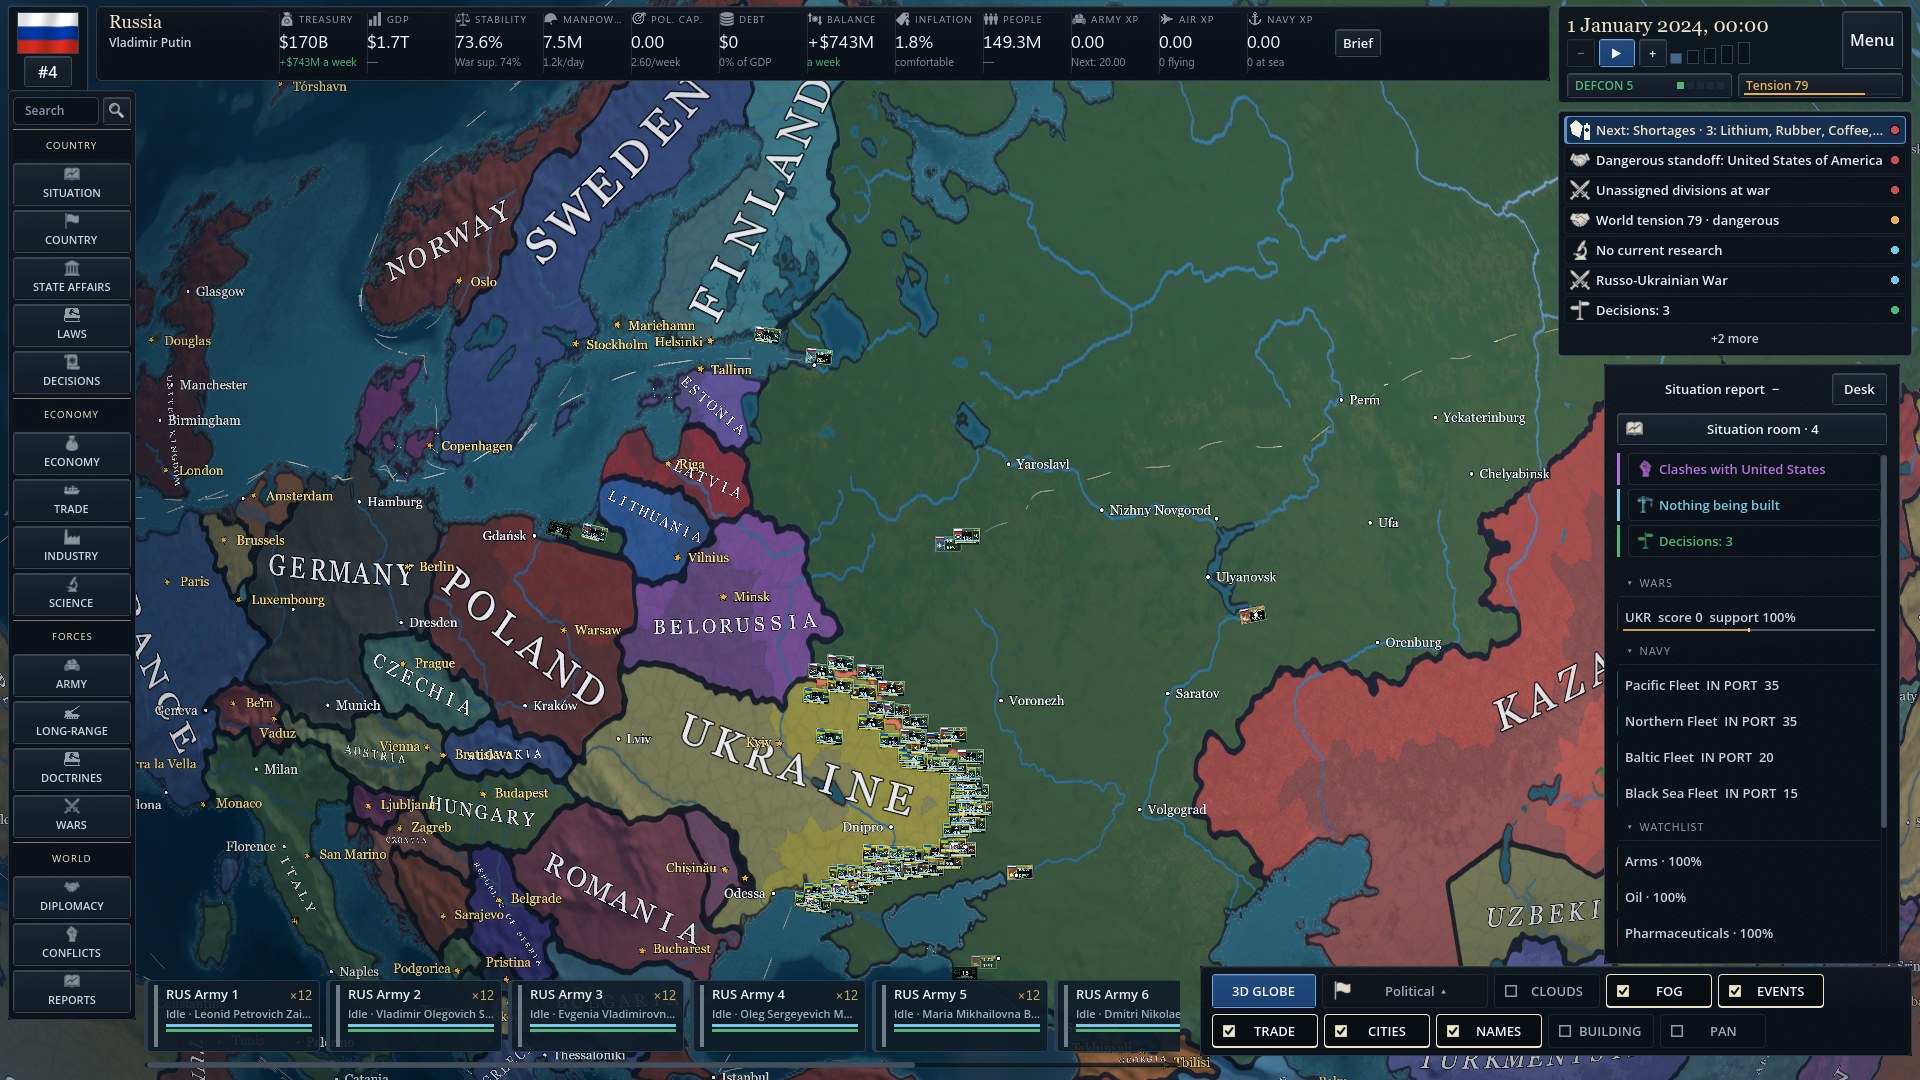 Russia
Vladimir Putin
#4
TREASURY
$170B
+$743M a week
GDP
$1.7T
—
STABILITY
73.6%
War sup. 74%
MANPOW...
7.5M
1.2k/day
POL. CAP.
0.00
2.60/week
DEBT
$0
0% of GDP
BALANCE
+$743M
a week
INFLATION
1.8%
comfortable
PEOPLE
149.3M
—
ARMY XP
0.00
Next: 20.00
AIR XP
0.00
0 flying
NAVY XP
0.00
0 at sea
Brief
1 January 2024, 00:00
Menu
DEFCON 5
Tension 79
Next: Shortages · 3: Lithium, Rubber, Coffee,...
Dangerous standoff: United States of America
Unassigned divisions at war
World tension 79 · dangerous
No current research
Russo-Ukrainian War
Decisions: 3
+2 more
Situation report −
Desk
Situation room · 4
Clashes with United States
Nothing being built
Decisions: 3
WARS
UKR score 0 support 100%
NAVY
Pacific Fleet IN PORT 35
Northern Fleet IN PORT 35
Baltic Fleet IN PORT 20
Black Sea Fleet IN PORT 15
WATCHLIST
Arms · 100%
Oil · 100%
Pharmaceuticals · 100%
Search
COUNTRY
SITUATION
COUNTRY
STATE AFFAIRS
LAWS
DECISIONS
ECONOMY
ECONOMY
TRADE
INDUSTRY
SCIENCE
FORCES
ARMY
LONG-RANGE
DOCTRINES
WARS
WORLD
DIPLOMACY
CONFLICTS
REPORTS
Tórshavn
SWEDEN
FINLAND
NORWAY
Oslo
Glasgow
Mariehamn
Stockholm
Helsinki
Douglas
Tallinn
ESTONIA
Manchester
UNITED KINGDOM
Birmingham
Copenhagen
Perm
Yekaterinburg
London
Riga
LATVIA
Yaroslavl
Chelyabinsk
Amsterdam
Hamburg
LITHUANIA
Nizhny Novgorod
Ufa
Gdańsk
Brussels
Vilnius
GERMANY
Berlin
Paris
POLAND
Minsk
Ulyanovsk
Luxembourg
BELORUSSIA
Dresden
Warsaw
Orenburg
Prague
CZECHIA
Saratov
Voronezh
KAZA
Bern
Geneva
Munich
Kraków
Vaduz
Lviv
UKRAINE
Kyiv
AUSTRIA
Vienna
Bratislava
rra la Vella
Milan
Budapest
Monaco
Ljubljana
HUNGARY
Volgograd
Zagreb
CROATIA
Dnipro
Florence
San Marino
ROMANIA
Chișinău
ITALY
Odessa
Belgrade
Sarajevo
UZBEKI
Bucharest
Pristina
Naples
Podgorica
RUS Army 1 ×12
Idle · Leonid Petrovich Zai...
RUS Army 2 ×12
Idle · Vladimir Olegovich S...
RUS Army 3 ×12
Idle · Evgenia Vladimirovn...
RUS Army 4 ×12
Idle · Oleg Sergeyevich M...
RUS Army 5 ×12
Idle · Maria Mikhailovna B...
RUS Army 6
Idle · Dmitri Nikolae
3D GLOBE
Political
CLOUDS
FOG
EVENTS
TRADE
CITIES
NAMES
BUILDING
PAN
Thessaloniki
Tbilisi
TURKMENIS
Catania
Istanbul